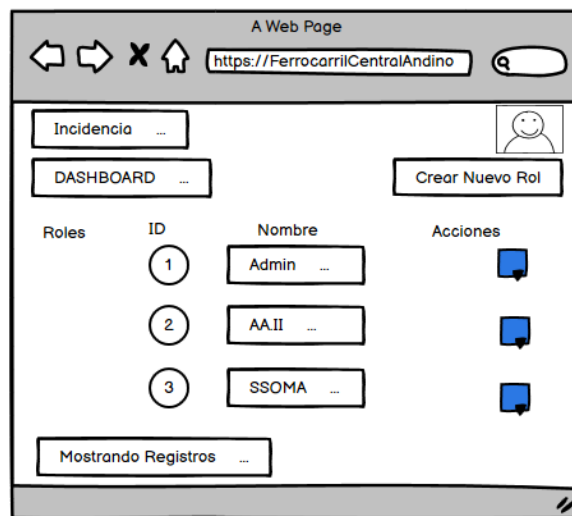 A Web Page
https://FerrocarrilCentralAndino
Incidencia ...
DASHBOARD ...
Crear Nuevo Rol
Roles ID Nombre Acciones
1 Admin ...
2 AA.II ...
3 SSOMA ...
Mostrando Registros ...